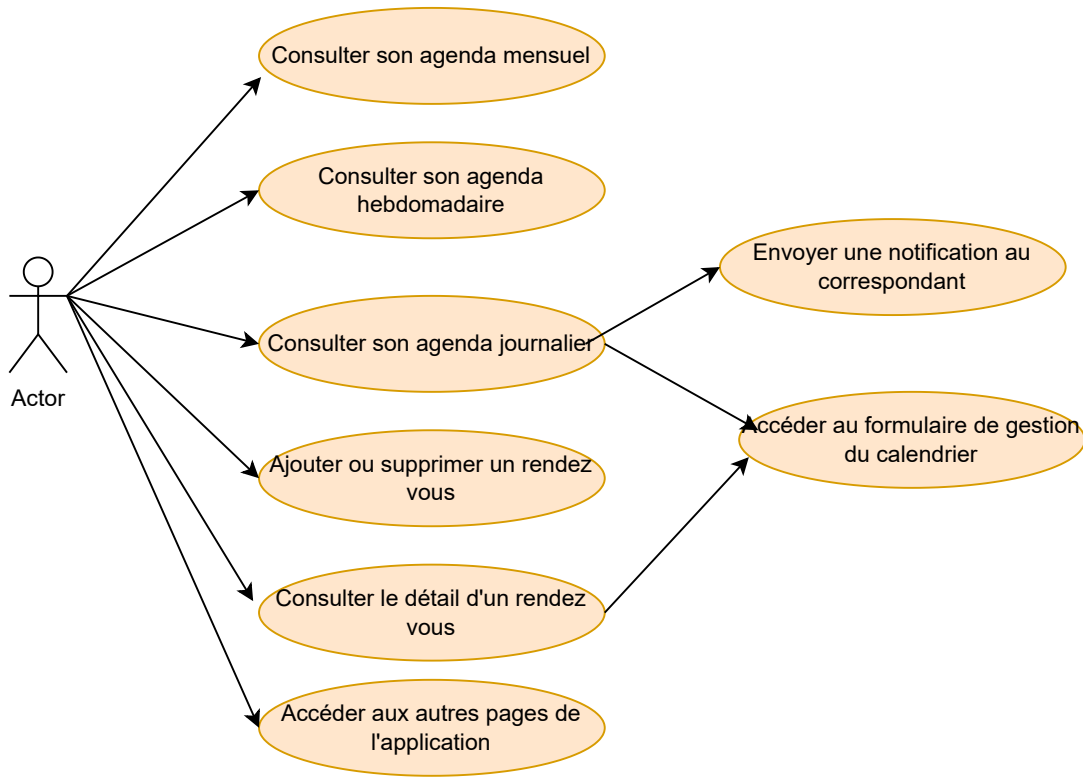 Consulter son agenda mensuel
Consulter son agenda
hebdomadaire
Envoyer une notification au
correspondant
Consulter son agenda journalier
Actor
Accéder au formulaire de gestion
du calendrier
Ajouter ou supprimer un rendez
vous
Consulter le détail d'un rendez
vous
Accéder aux autres pages de
l'application